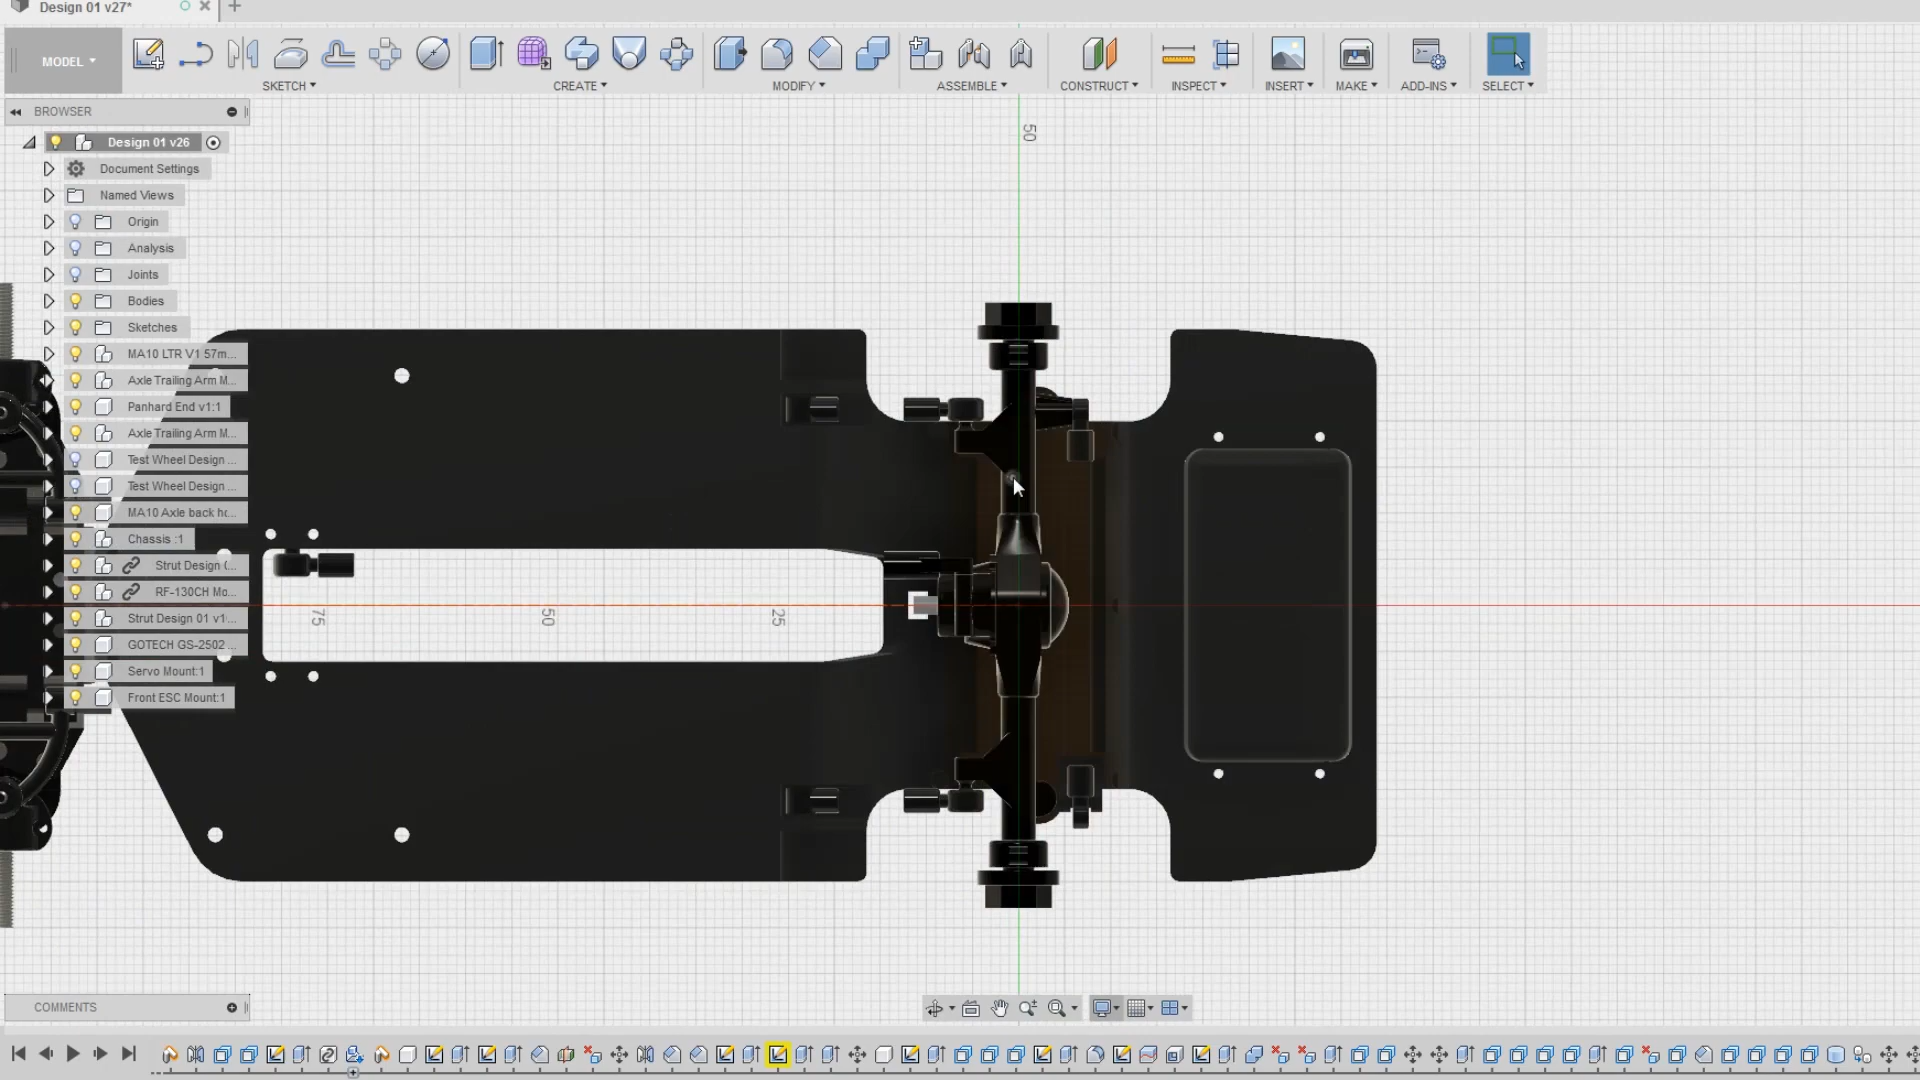 Design 01 v27*
MODEL
SKETCH
CREATE
MODIFY
ASSEMBLE
CONSTRUCT
INSPECT
INSERT
MAKE
ADD-INS
SELECT
BROWSER
Design 01 v26
Document Settings
Named Views
Origin
Analysis
Joints
Bodies
Sketches
MA10 LTR V1 57m...
Axle Trailing Arm M...
Panhard End v1:1
Axle Trailing Arm M...
Test Wheel Design ...
Test Wheel Design ...
MA10 Axle back ho...
Chassis :1
Strut Design (...
RF-130CH Mo...
Strut Design 01 v1...
GOTECH GS-2502 ...
Servo Mount:1
Front ESC Mount:1
50
75
50
25
COMMENTS